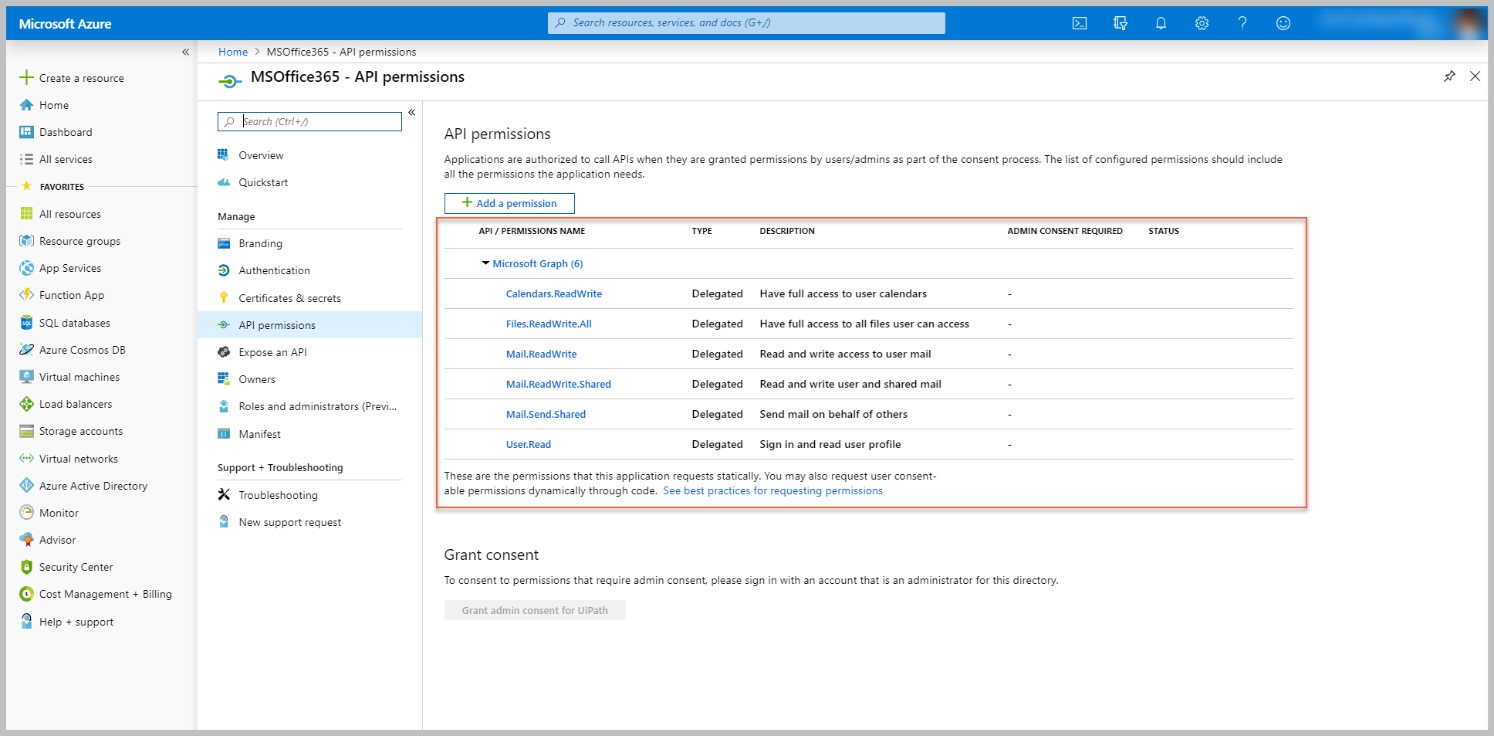 Microsoft Azure
Search resources, services, and docs (G+/)
«
Create a resource
Home
Dashboard
All services
FAVORITES
All resources
Resource groups
App Services
Function App
SQL databases
Azure Cosmos DB
Virtual machines
Load balancers
Storage accounts
Virtual networks
Azure Active Directory
Monitor
Advisor
Security Center
Cost Management + Billing
Help + support
Home > MSOffice365 - API permissions
MSOffice365 - API permissions
Search (Ctrl+/)
«
Overview
Quickstart
Manage
Branding
Authentication
Certificates & secrets
API permissions
Expose an API
Owners
Roles and administrators (Previ...
Manifest
Support + Troubleshooting
Troubleshooting
New support request
API permissions
Applications are authorized to call APIs when they are granted permissions by users/admins as part of the consent process. The list of configured permissions should include
all the permissions the application needs.
+ Add a permission
API / PERMISSIONS NAME TYPE DESCRIPTION ADMIN CONSENT REQUIRED STATUS
Microsoft Graph (6)
Calendars.ReadWrite Delegated Have full access to user calendars -
Files.ReadWrite.All Delegated Have full access to all files user can access -
Mail.ReadWrite Delegated Read and write access to user mail -
Mail.ReadWrite.Shared Delegated Read and write user and shared mail -
Mail.Send.Shared Delegated Send mail on behalf of others -
User.Read Delegated Sign in and read user profile -
These are the permissions that this application requests statically. You may also request user consent-
able permissions dynamically through code. See best practices for requesting permissions
Grant consent
To consent to permissions that require admin consent, please sign in with an account that is an administrator for this directory.
Grant admin consent for UiPath